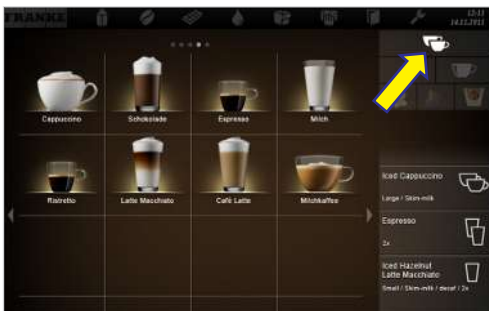 FRANKE
12:11
14.11.2011
Cappuccino
Schokolade
Espresso
Milch
Ristretto
Latte Macchiato
Café Latte
Milchkaffee
Iced Cappuccino
Large / Skim-milk
Espresso
2x
Iced Hazelnut
Latte Macchiato
Small / Skim-milk / decaf / 2x